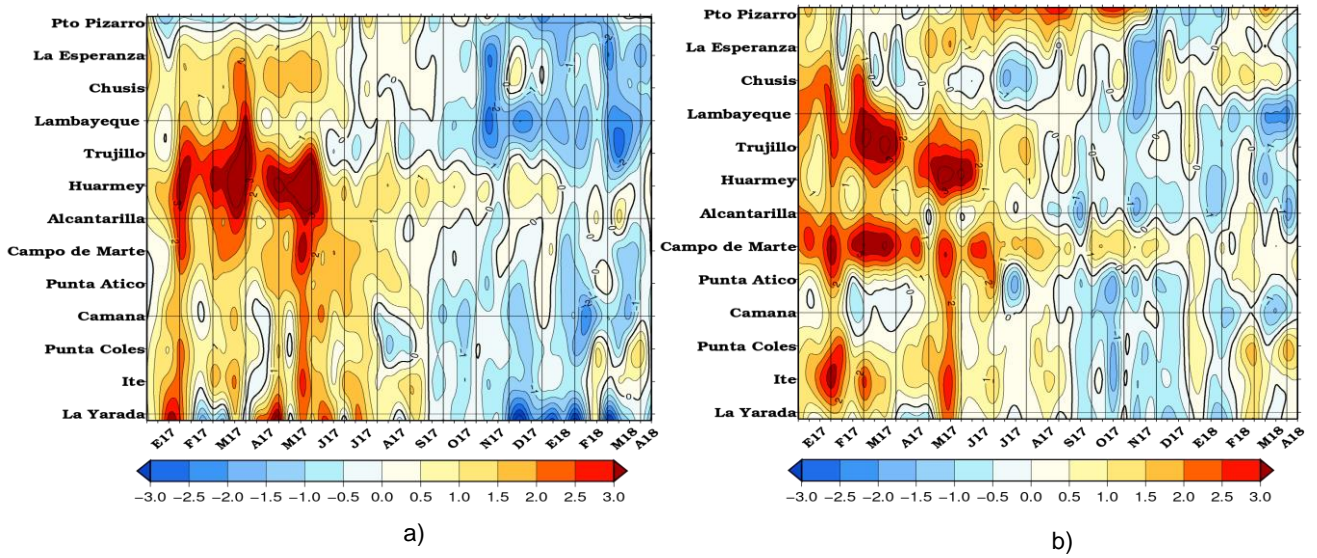 Pto Pizarro
La Esperanza
Chusis
Lambayeque
Trujillo
Huarmey
Alcantarilla
Campo de Marte
Punta Atico
Camana
Punta Coles
Ite
La Yarada
E17 F17 M17 A17 M17 J17 J17 A17 S17 O17 N17 D17 E18 F18 M18 A18
−3.0 −2.5 −2.0 −1.5 −1.0 −0.5 0.0 0.5 1.0 1.5 2.0 2.5 3.0
a)
Pto Pizarro
La Esperanza
Chusis
Lambayeque
Trujillo
Huarmey
Alcantarilla
Campo de Marte
Punta Atico
Camana
Punta Coles
Ite
La Yarada
E17 F17 M17 A17 M17 J17 J17 A17 S17 O17 N17 D17 E18 F18 M18 A18
−3.0 −2.5 −2.0 −1.5 −1.0 −0.5 0.0 0.5 1.0 1.5 2.0 2.5 3.0
b)